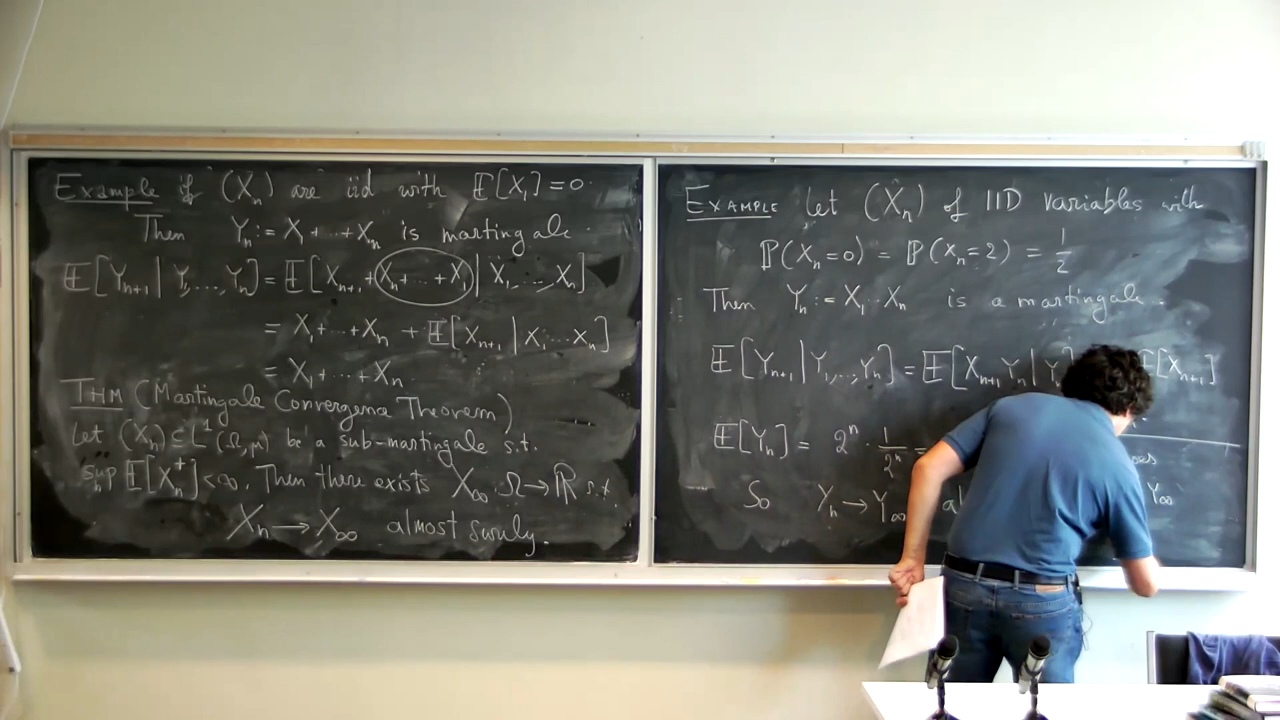 Example if (Xₙ) are iid with 𝔼[X₁]=0.
Then Yₙ := X₁+...+Xₙ is martingale.
𝔼[Yₙ₊₁ | Y₁,...,Yₙ] = 𝔼[Xₙ₊₁+Xₙ+...+X₁ | X₁,...,Xₙ]
= X₁+...+Xₙ + 𝔼[Xₙ₊₁ | X₁...Xₙ]
= X₁+...+Xₙ.
THM (Martingale Convergence Theorem)
Let (Xₙ) ⊆ L¹(Ω,μ) be a sub-martingale s.t.
supₙ 𝔼[Xₙ⁺] < ∞. Then there exists X∞ : Ω → ℝ s.t.
Xₙ → X∞ almost surely.
EXAMPLE Let (Xₙ) of IID variables with
ℙ(Xₙ=0) = ℙ(Xₙ=2) = 1/2
Then Yₙ := X₁...Xₙ is a martingale.
𝔼[Yₙ₊₁ | Y₁,...,Yₙ] = 𝔼[Xₙ₊₁ Yₙ | Y 𝔼[Xₙ₊₁]
𝔼[Yₙ] = 2ⁿ · 1/2ⁿ =
So Yₙ → Y∞ Y∞